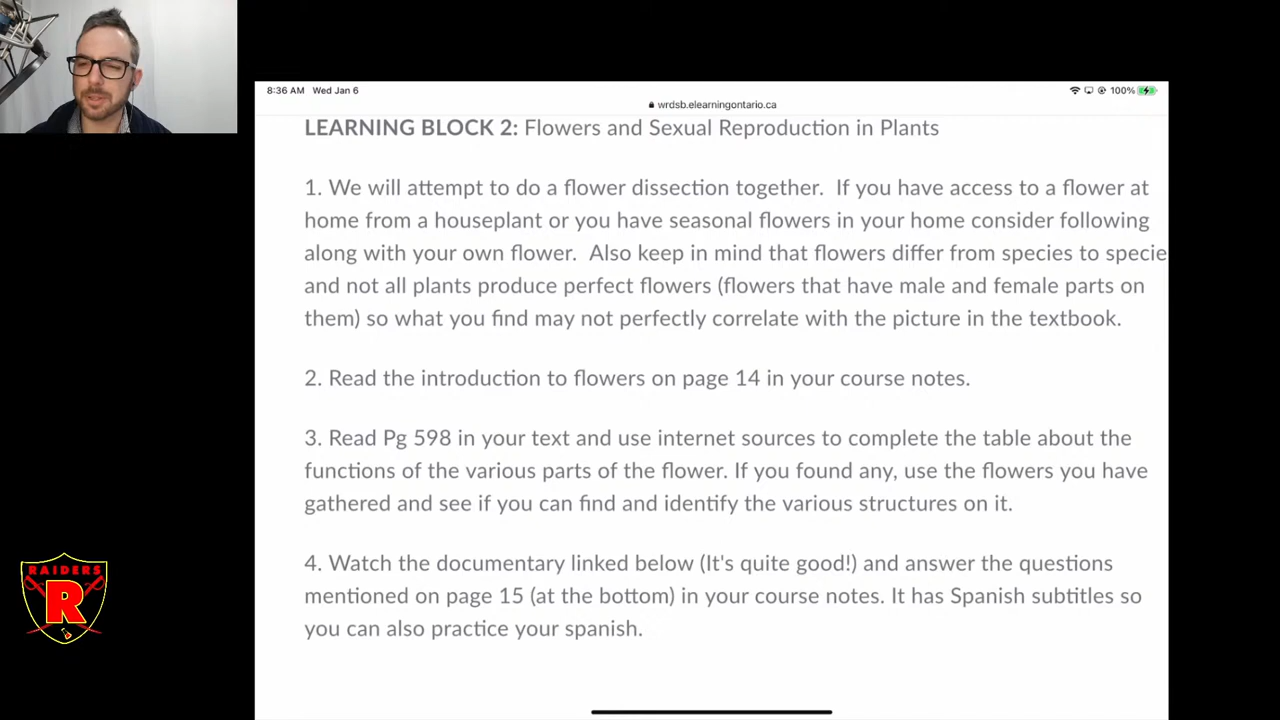 8:36 AM Wed Jan 6
100%
wrdsb.elearningontario.ca
LEARNING BLOCK 2: Flowers and Sexual Reproduction in Plants
1. We will attempt to do a flower dissection together.  If you have access to a flower at
home from a houseplant or you have seasonal flowers in your home consider following
along with your own flower.  Also keep in mind that flowers differ from species to specie
and not all plants produce perfect flowers (flowers that have male and female parts on
them) so what you find may not perfectly correlate with the picture in the textbook.
2. Read the introduction to flowers on page 14 in your course notes.
3. Read Pg 598 in your text and use internet sources to complete the table about the
functions of the various parts of the flower. If you found any, use the flowers you have
gathered and see if you can find and identify the various structures on it.
4. Watch the documentary linked below (It's quite good!) and answer the questions
mentioned on page 15 (at the bottom) in your course notes. It has Spanish subtitles so
you can also practice your spanish.
RAIDERS
R